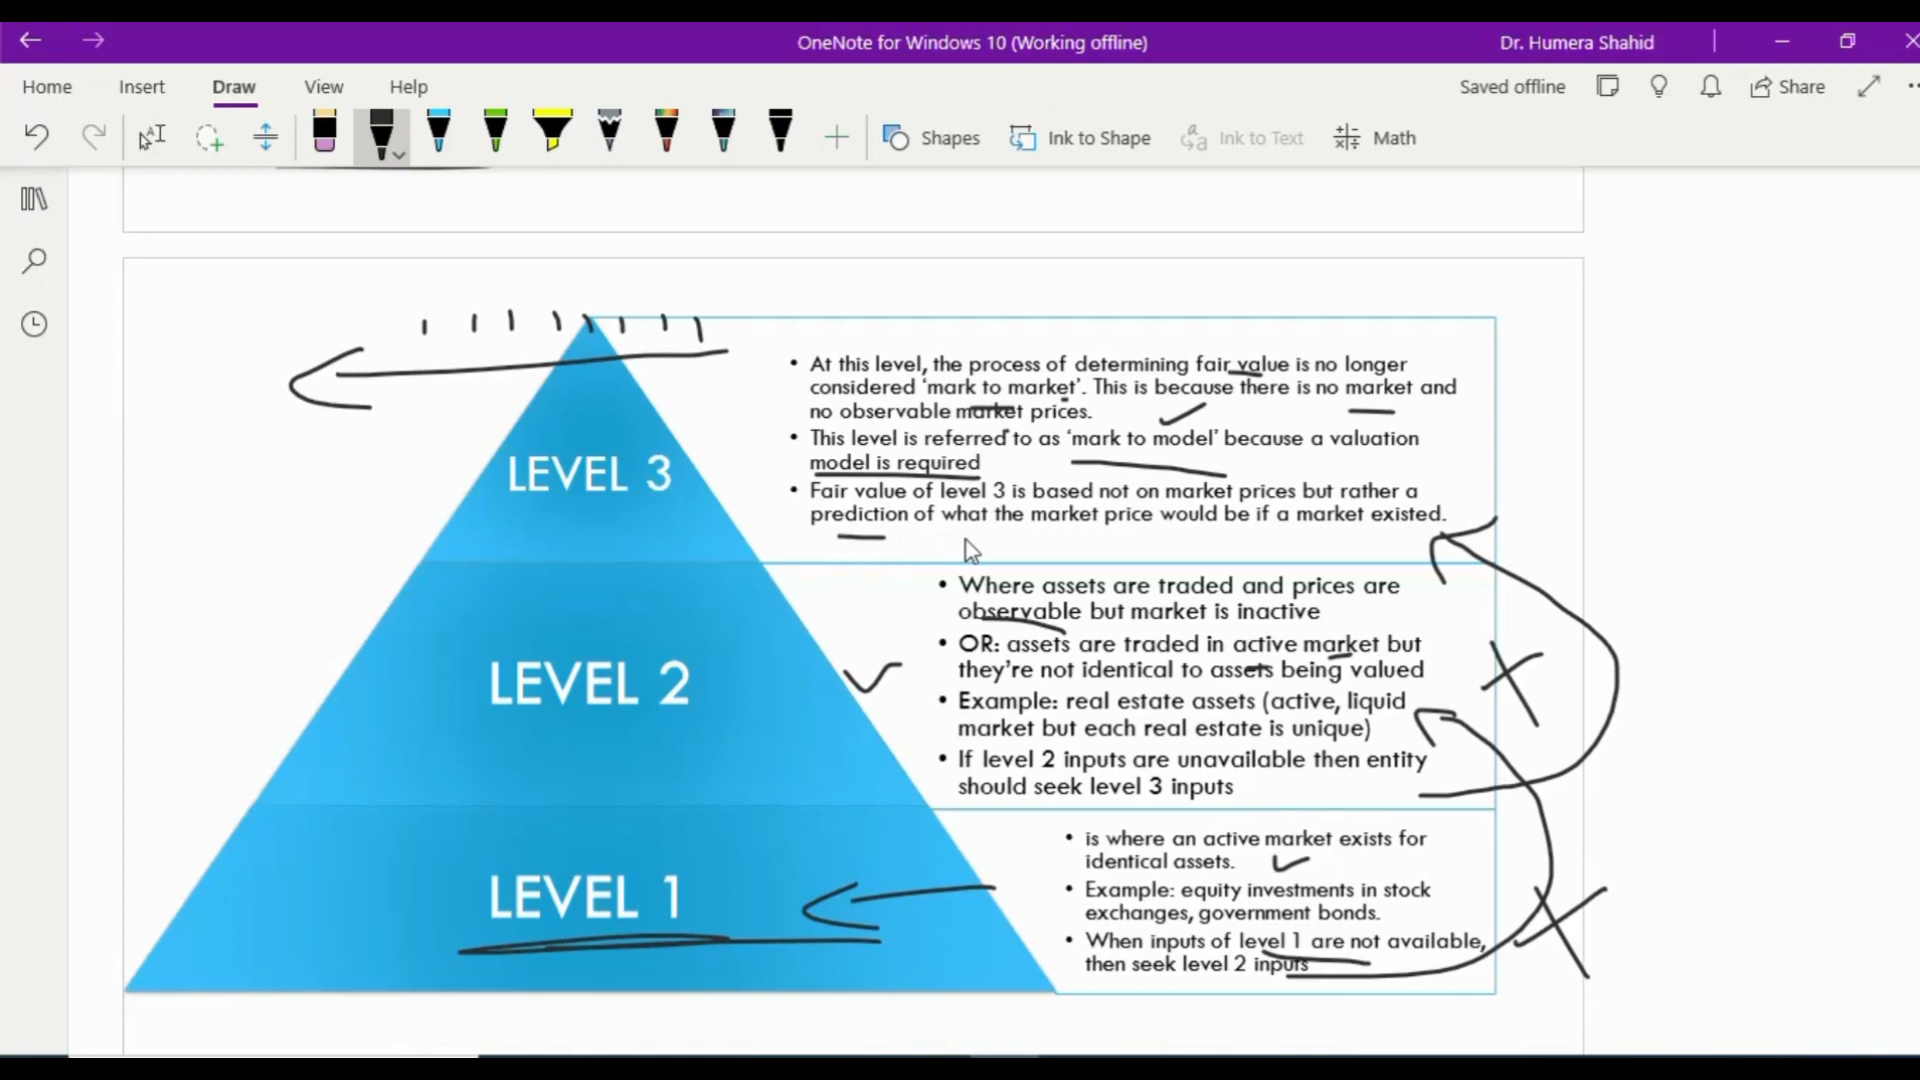 OneNote for Windows 10 (Working offline)
Dr. Humera Shahid
Home Insert Draw View Help
Saved offline
Share
Shapes
Ink to Shape
Ink to Text
Math
LEVEL 3
• At this level, the process of determining fair value is no longer
considered ‘mark to market’. This is because there is no market and
no observable market prices.
• This level is referred to as ‘mark to model’ because a valuation
model is required
• Fair value of level 3 is based not on market prices but rather a
prediction of what the market price would be if a market existed.
LEVEL 2
• Where assets are traded and prices are
observable but market is inactive
• OR: assets are traded in active market but
they’re not identical to assets being valued
• Example: real estate assets (active, liquid
market but each real estate is unique)
• If level 2 inputs are unavailable then entity
should seek level 3 inputs
LEVEL 1
• is where an active market exists for
identical assets.
• Example: equity investments in stock
exchanges, government bonds.
• When inputs of level 1 are not available,
then seek level 2 inputs